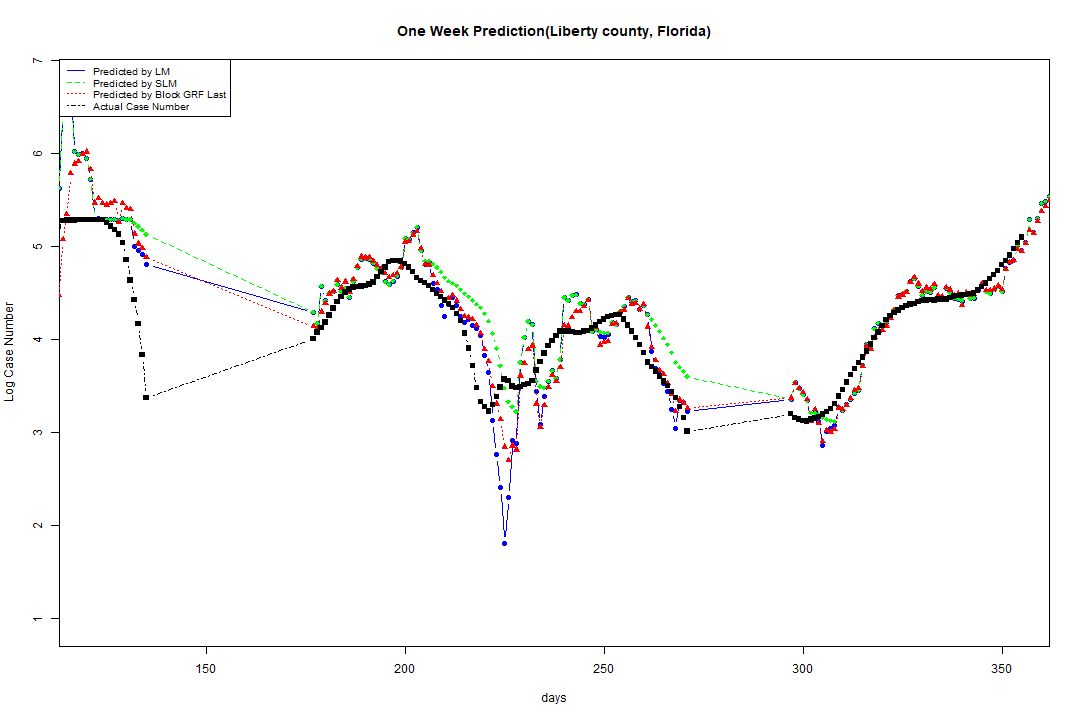 One Week Prediction(Liberty county, Florida)
Predicted by LM
Predicted by SLM
Predicted by Block GRF Last
Actual Case Number
7
6
5
4
3
2
1
Log Case Number
150 200 250 300 350
days